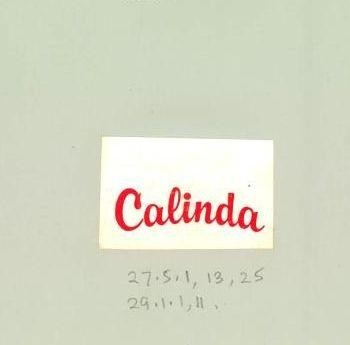 Calinda
27.5.1, 13, 25
29.1.1, 11.